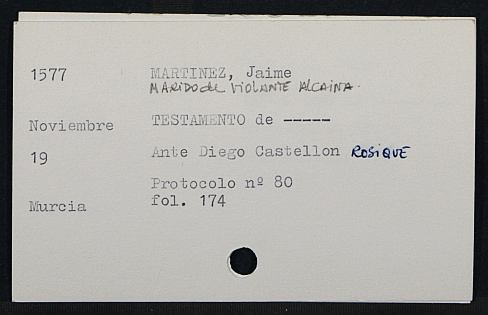 1577 MARTINEZ, Jaime
MARIDO de VIOLANTE ALCAINA.
Noviembre TESTAMENTO de -----
19 Ante Diego Castellon ROSIQUE
Protocolo nº 80
Murcia fol. 174